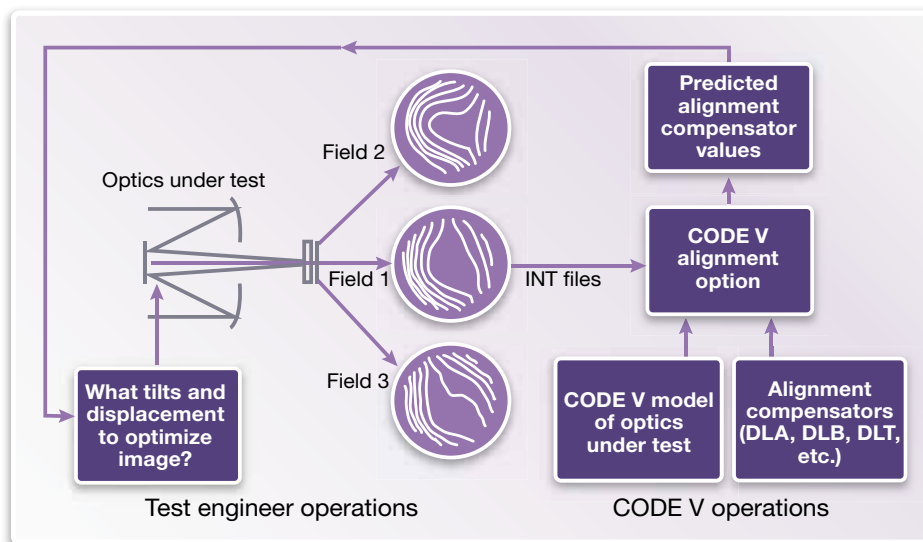 Predicted
alignment
compensator
values
Field 2
Optics under test
CODE V
alignment
option
Field 1
INT files
Field 3
What tilts and
displacement
to optimize
image?
CODE V model
of optics
under test
Alignment
compensators
(DLA, DLB, DLT,
etc.)
Test engineer operations
CODE V operations